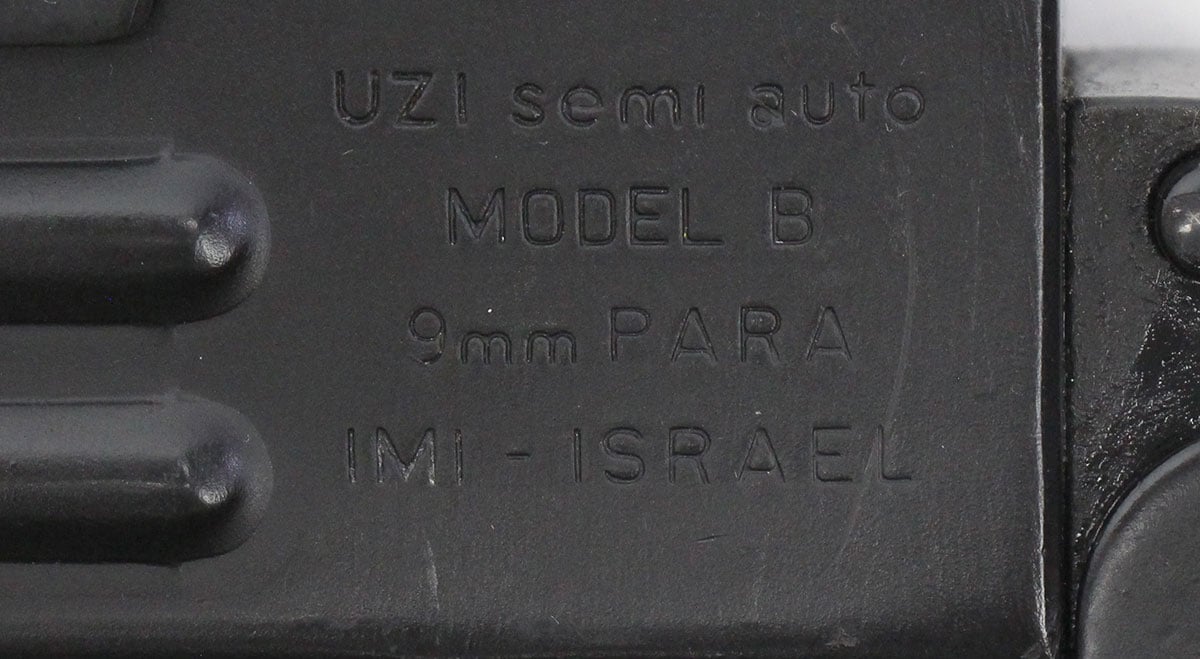 UZI semi auto
MODEL B
9mm PARA
IMI - ISRAEL